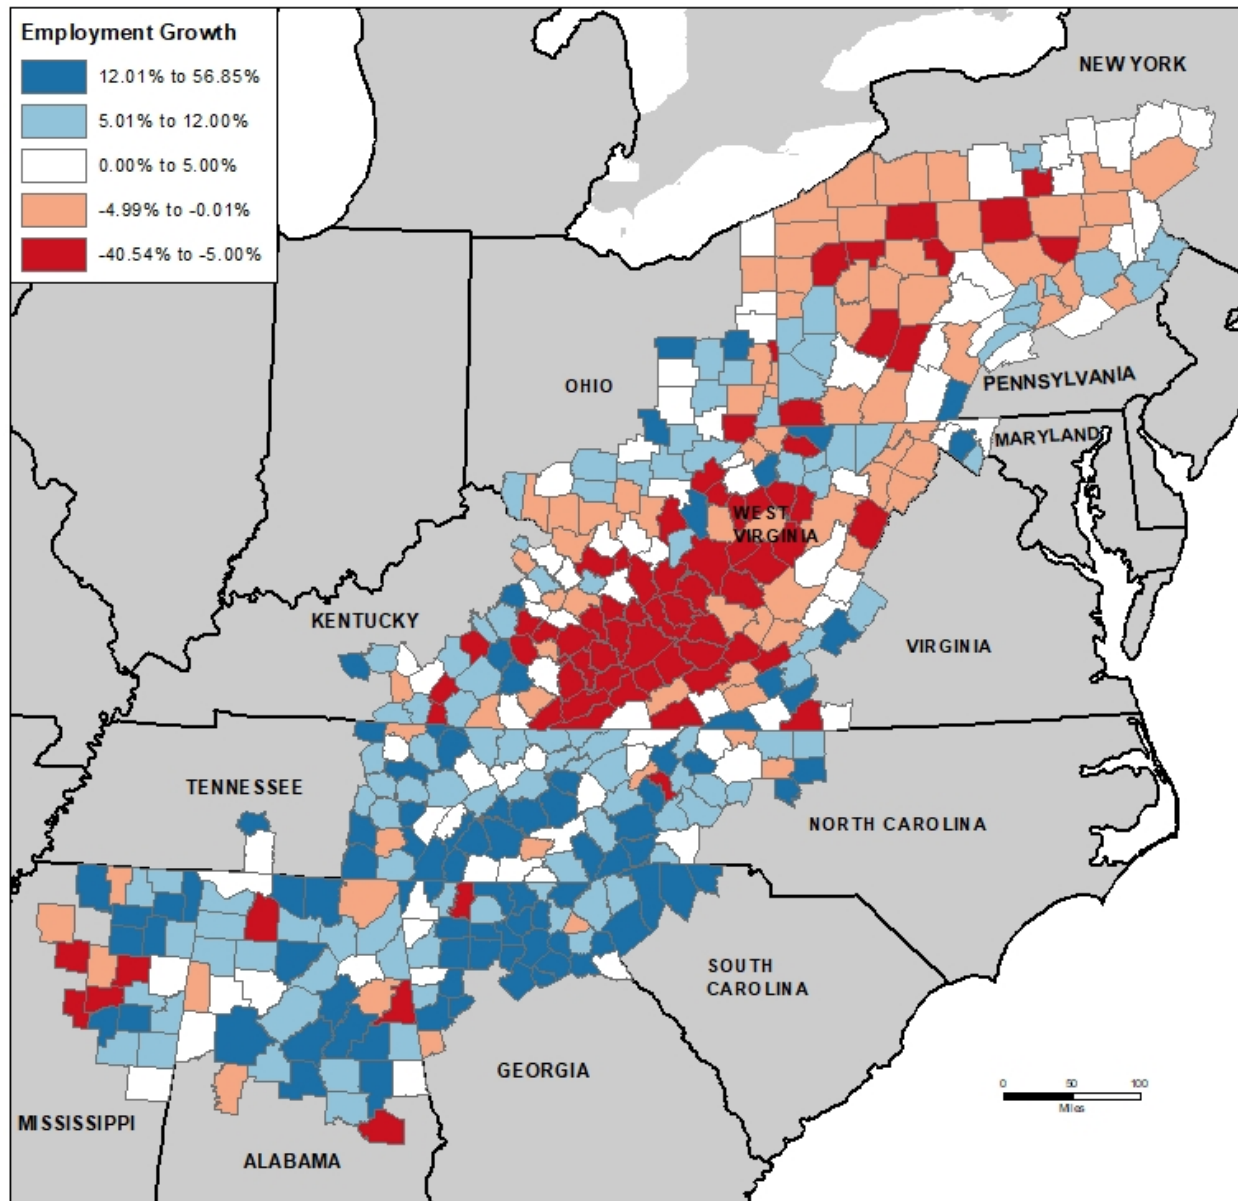 Employment Growth
12.01% to 56.85%
5.01% to 12.00%
0.00% to 5.00%
-4.99% to -0.01%
-40.54% to -5.00%
NEW YORK
OHIO
PENNSYLVANIA
MARYLAND
WEST
VIRGINIA
KENTUCKY
VIRGINIA
TENNESSEE
NORTH CAROLINA
SOUTH
CAROLINA
GEORGIA
0 50 100
Miles
MISSISSIPPI
ALABAMA